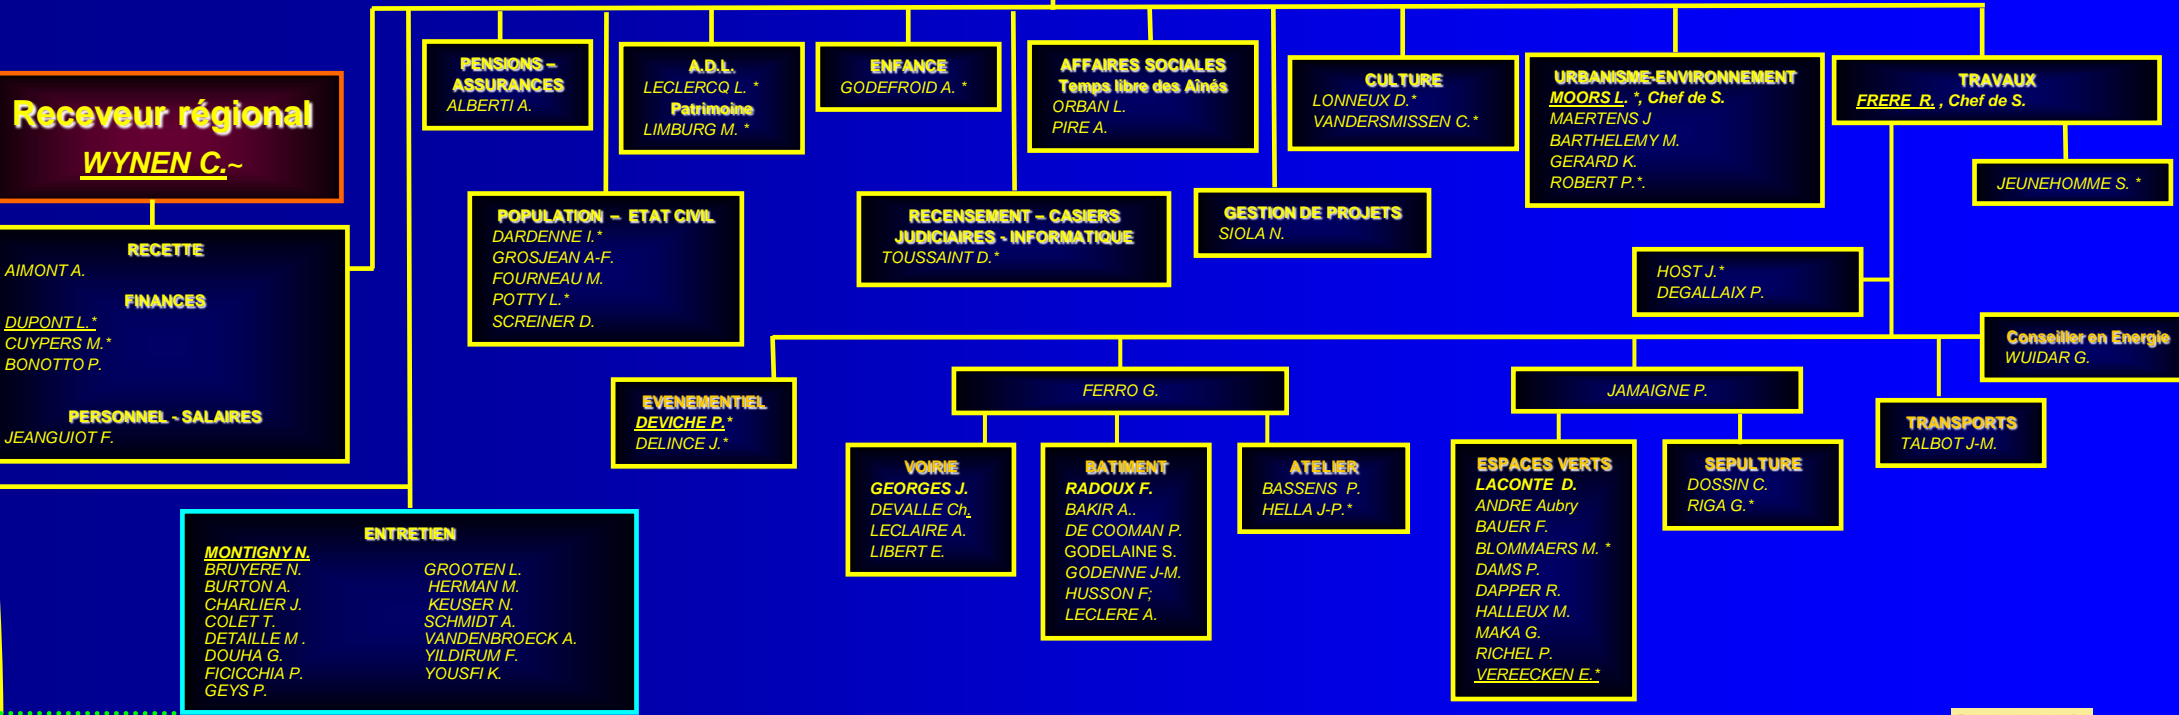 Receveur régional
WYNEN C.~
RECETTE
AIMONT A.
FINANCES
DUPONT L.*
CUYPERS M.*
BONOTTO P.
PERSONNEL - SALAIRES
JEANGUIOT F.
PENSIONS –
ASSURANCES
ALBERTI A.
A.D.L.
LECLERCQ L. *
Patrimoine
LIMBURG M. *
ENFANCE
GODEFROID A. *
AFFAIRES SOCIALES
Temps libre des Aînés
ORBAN L.
PIRE A.
CULTURE
LONNEUX D.*
VANDERSMISSEN C.*
URBANISME-ENVIRONNEMENT
MOORS L. *, Chef de S.
MAERTENS J
BARTHELEMY M.
GERARD K.
ROBERT P.*.
TRAVAUX
FRERE R. , Chef de S.
JEUNEHOMME S. *
POPULATION – ETAT CIVIL
DARDENNE I.*
GROSJEAN A-F.
FOURNEAU M.
POTTY L.*
SCREINER D.
RECENSEMENT – CASIERS
JUDICIAIRES - INFORMATIQUE
TOUSSAINT D.*
GESTION DE PROJETS
SIOLA N.
HOST J.*
DEGALLAIX P.
Conseiller en Energie
WUIDAR G.
EVENEMENTIEL
DEVICHE P.*
DELINCE J.*
FERRO G.
JAMAIGNE P.
TRANSPORTS
TALBOT J-M.
VOIRIE
GEORGES J.
DEVALLE Ch.
LECLAIRE A.
LIBERT E.
BATIMENT
RADOUX F.
BAKIR A..
DE COOMAN P.
GODELAINE S.
GODENNE J-M.
HUSSON F;
LECLERE A.
ATELIER
BASSENS P.
HELLA J-P.*
ESPACES VERTS
LACONTE D.
ANDRE Aubry
BAUER F.
BLOMMAERS M. *
DAMS P.
DAPPER R.
HALLEUX M.
MAKA G.
RICHEL P.
VEREECKEN E.*
SEPULTURE
DOSSIN C.
RIGA G.*
ENTRETIEN
MONTIGNY N.
BRUYERE N.
BURTON A.
CHARLIER J.
COLET T.
DETAILLE M .
DOUHA G.
FICICCHIA P.
GEYS P.
GROOTEN L.
HERMAN M.
KEUSER N.
SCHMIDT A.
VANDENBROECK A.
YILDIRUM F.
YOUSFI K.